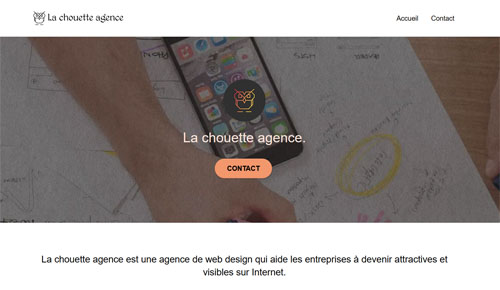 La chouette agence
Accueil
Contact
La chouette agence.
CONTACT
La chouette agence est une agence de web design qui aide les entreprises à devenir attractives et
visibles sur Internet.